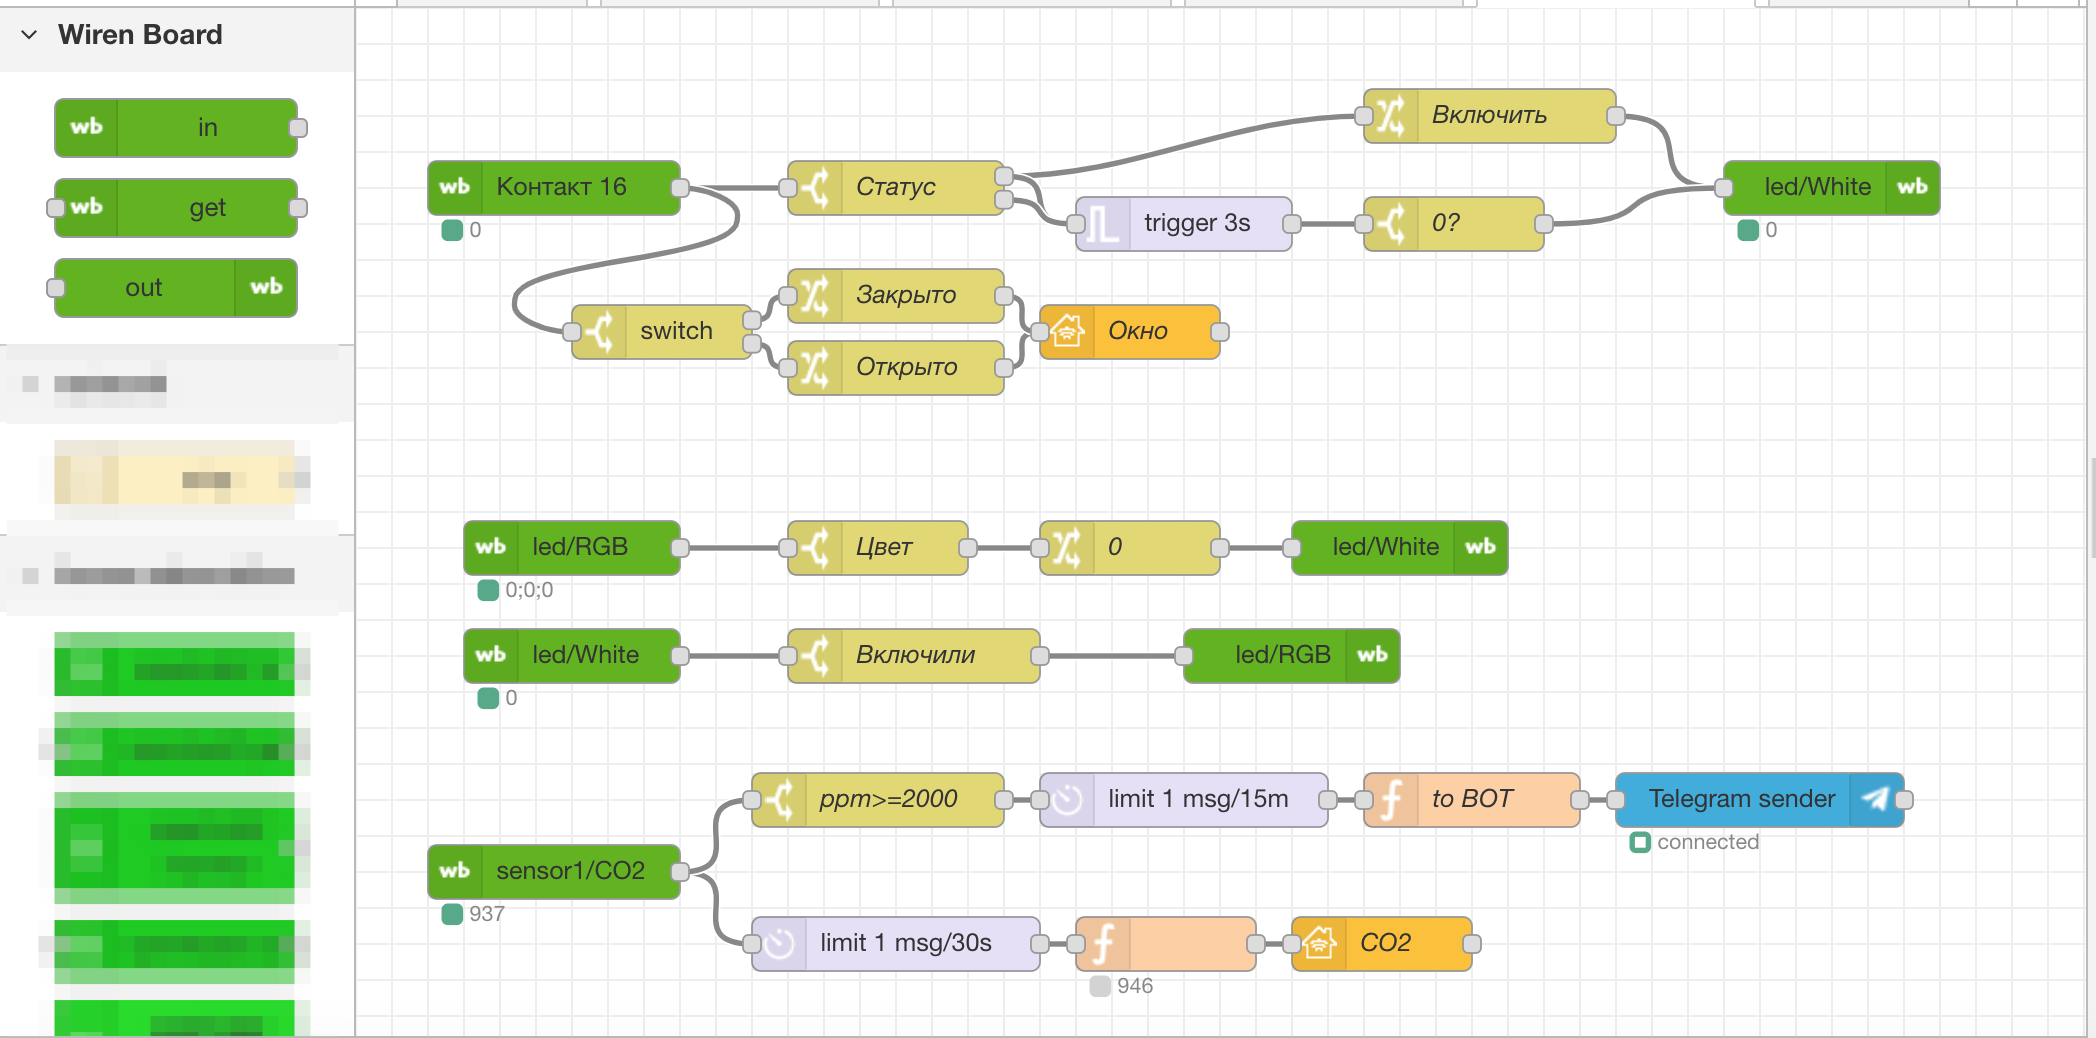 Wiren Board
wb in
wb get
out wb
Включить
wb Контакт 16
0
Статус
trigger 3s
0?
led/White wb
0
switch
Закрыто
Открыто
Окно
wb led/RGB
0;0;0
Цвет
0
led/White wb
wb led/White
0
Включили
led/RGB wb
ppm>=2000
limit 1 msg/15m
to BOT
Telegram sender
connected
wb sensor1/CO2
937
limit 1 msg/30s
946
CO2